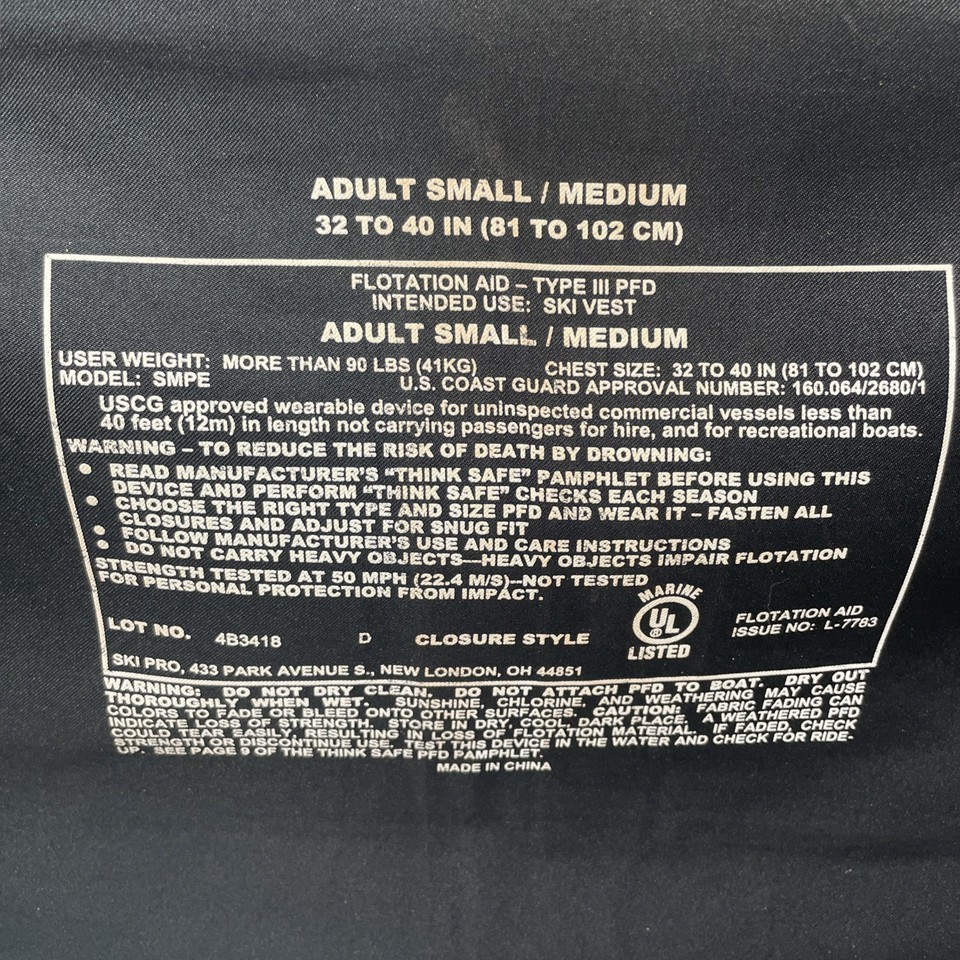 ADULT SMALL / MEDIUM
32 TO 40 IN (81 TO 102 CM)
FLOTATION AID – TYPE III PFD
INTENDED USE: SKI VEST
ADULT SMALL / MEDIUM
USER WEIGHT: MORE THAN 90 LBS (41KG) CHEST SIZE: 32 TO 40 IN (81 TO 102 CM)
MODEL: SMPE U.S. COAST GUARD APPROVAL NUMBER: 160.064/2680/1
USCG approved wearable device for uninspected commercial vessels less than
40 feet (12m) in length not carrying passengers for hire, and for recreational boats.
WARNING – TO REDUCE THE RISK OF DEATH BY DROWNING:
• READ MANUFACTURER'S "THINK SAFE" PAMPHLET BEFORE USING THIS
DEVICE AND PERFORM "THINK SAFE" CHECKS EACH SEASON
• CHOOSE THE RIGHT TYPE AND SIZE PFD AND WEAR IT – FASTEN ALL
CLOSURES AND ADJUST FOR SNUG FIT
• FOLLOW MANUFACTURER'S USE AND CARE INSTRUCTIONS
• DO NOT CARRY HEAVY OBJECTS—HEAVY OBJECTS IMPAIR FLOTATION
STRENGTH TESTED AT 50 MPH (22.4 M/S)–NOT TESTED
FOR PERSONAL PROTECTION FROM IMPACT.
MARINE
UL
®
LISTED
FLOTATION AID
ISSUE NO: L-7783
LOT NO. 4B3418 D CLOSURE STYLE
SKI PRO, 433 PARK AVENUE S., NEW LONDON, OH 44851
WARNING: DO NOT DRY CLEAN. DO NOT ATTACH PFD TO BOAT. DRY OUT
THOROUGHLY WHEN WET. SUNSHINE, CHLORINE, AND WEATHERING MAY CAUSE
COLORS TO FADE OR BLEED ONTO OTHER SURFACES. CAUTION: FABRIC FADING CAN
INDICATE LOSS OF STRENGTH. STORE IN DRY, COOL, DARK PLACE. A WEATHERED PFD
COULD TEAR EASILY, RESULTING IN LOSS OF FLOTATION MATERIAL. IF FADED, CHECK
STRENGTH OR DISCONTINUE USE. TEST THIS DEVICE IN THE WATER AND CHECK FOR RIDE-
UP. SEE PAGE 9 OF THE THINK SAFE PFD PAMPHLET.
MADE IN CHINA